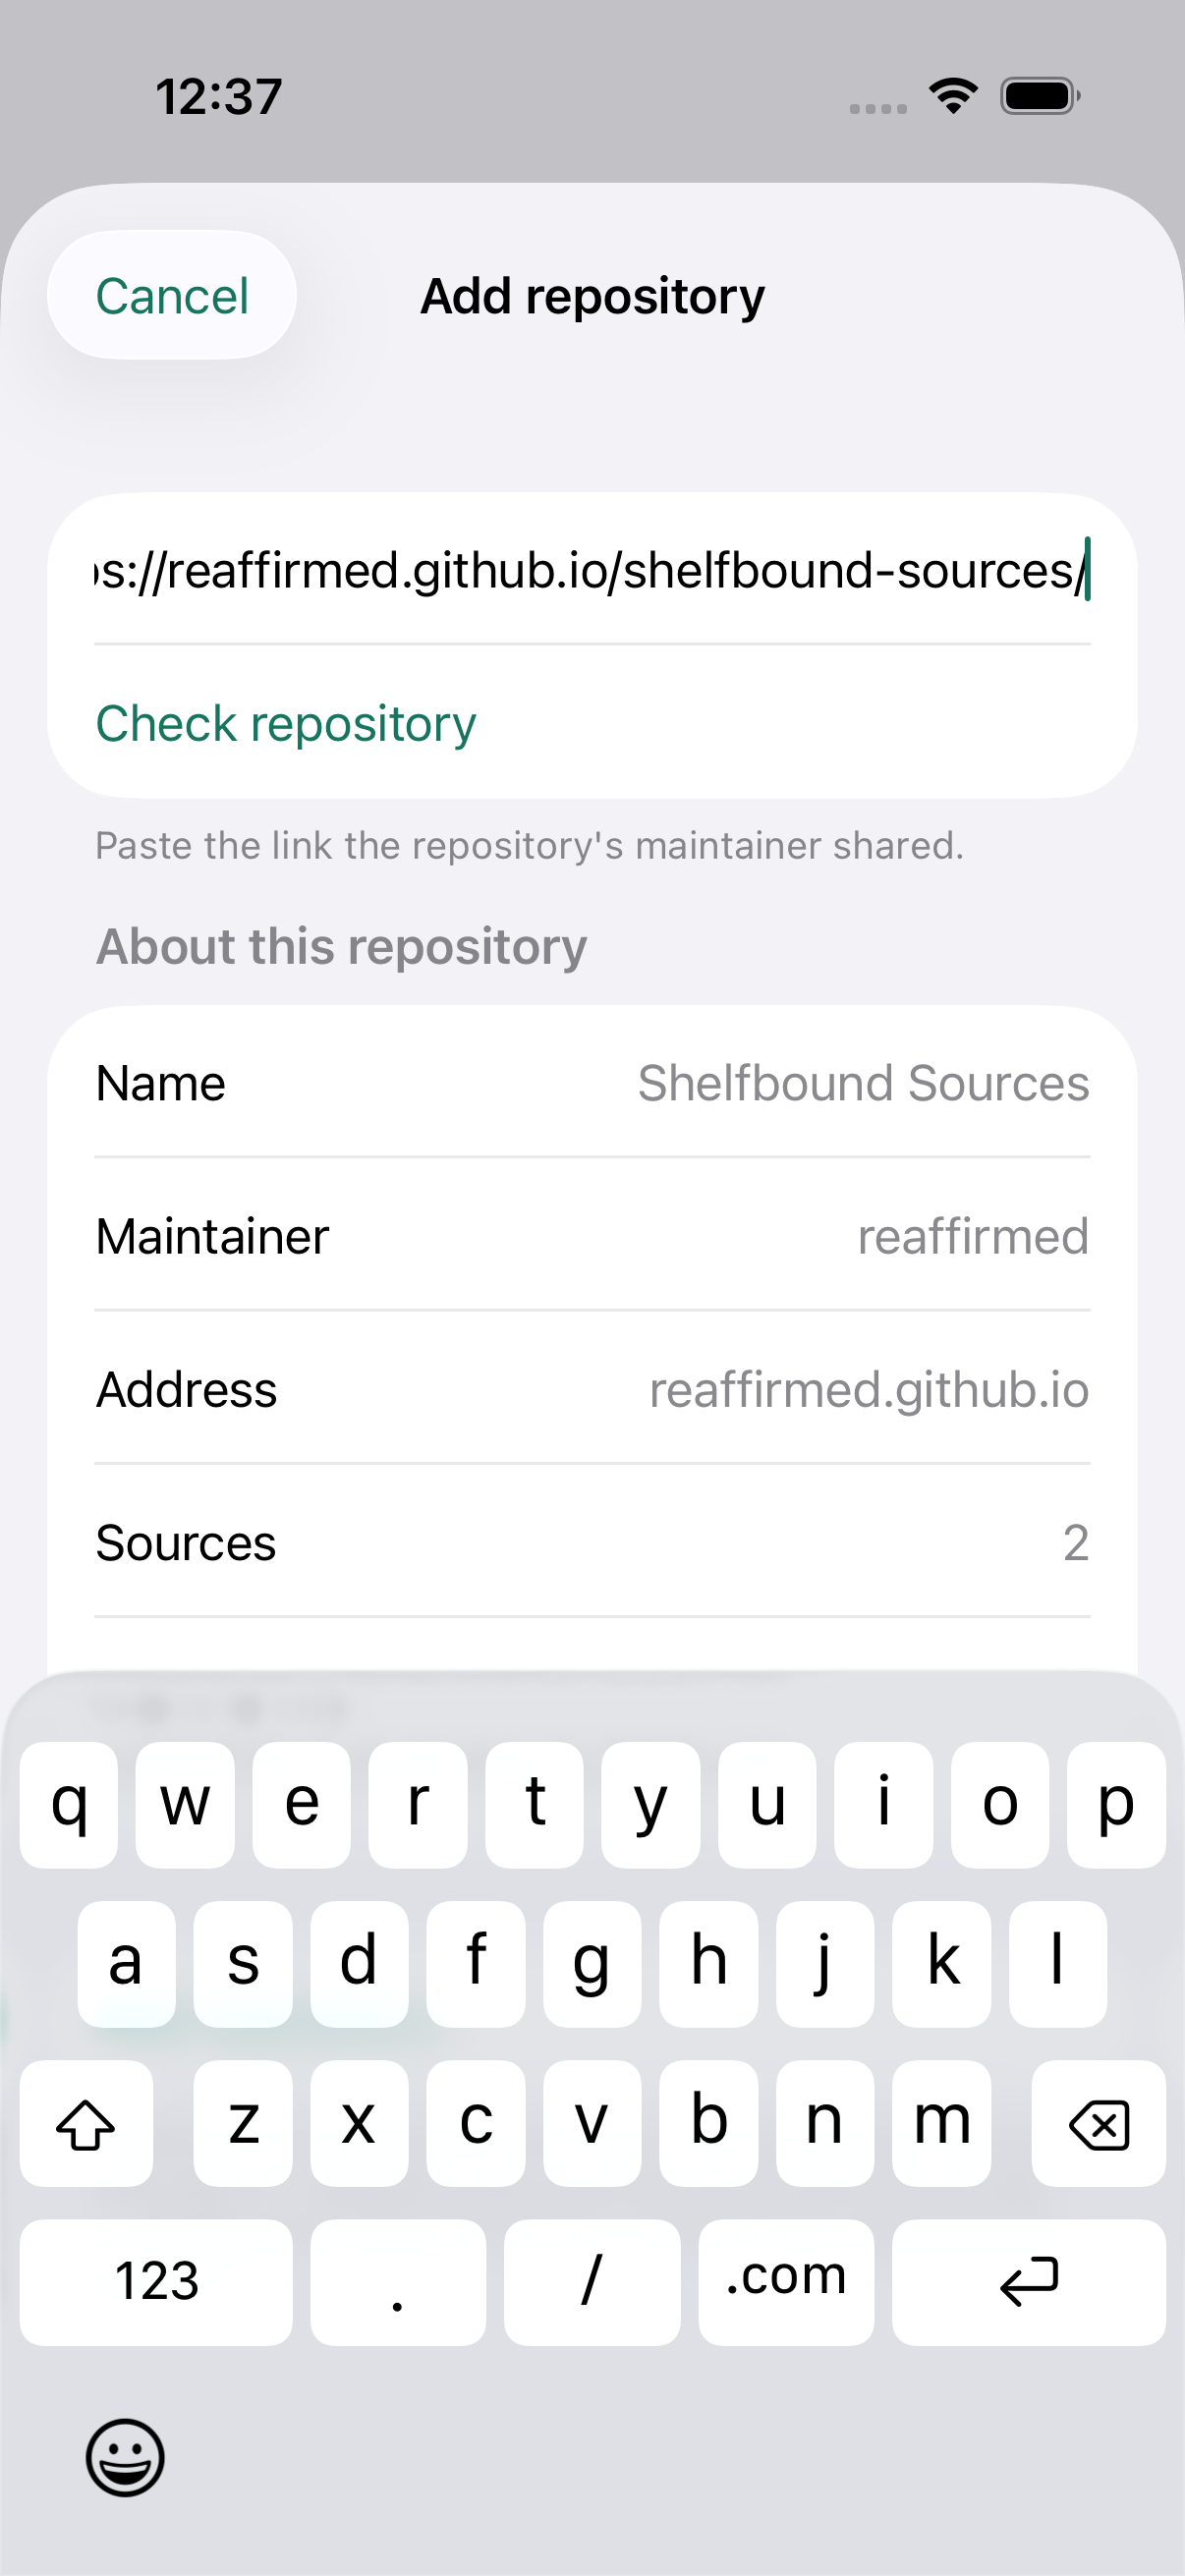 12:37
Cancel
Add repository
s://reaffirmed.github.io/shelfbound-sources/
Check repository
Paste the link the repository's maintainer shared.
About this repository
Name Shelfbound Sources
Maintainer reaffirmed
Address reaffirmed.github.io
Sources 2
q w e r t y u i o p
a s d f g h j k l
z x c v b n m
123 . / .com